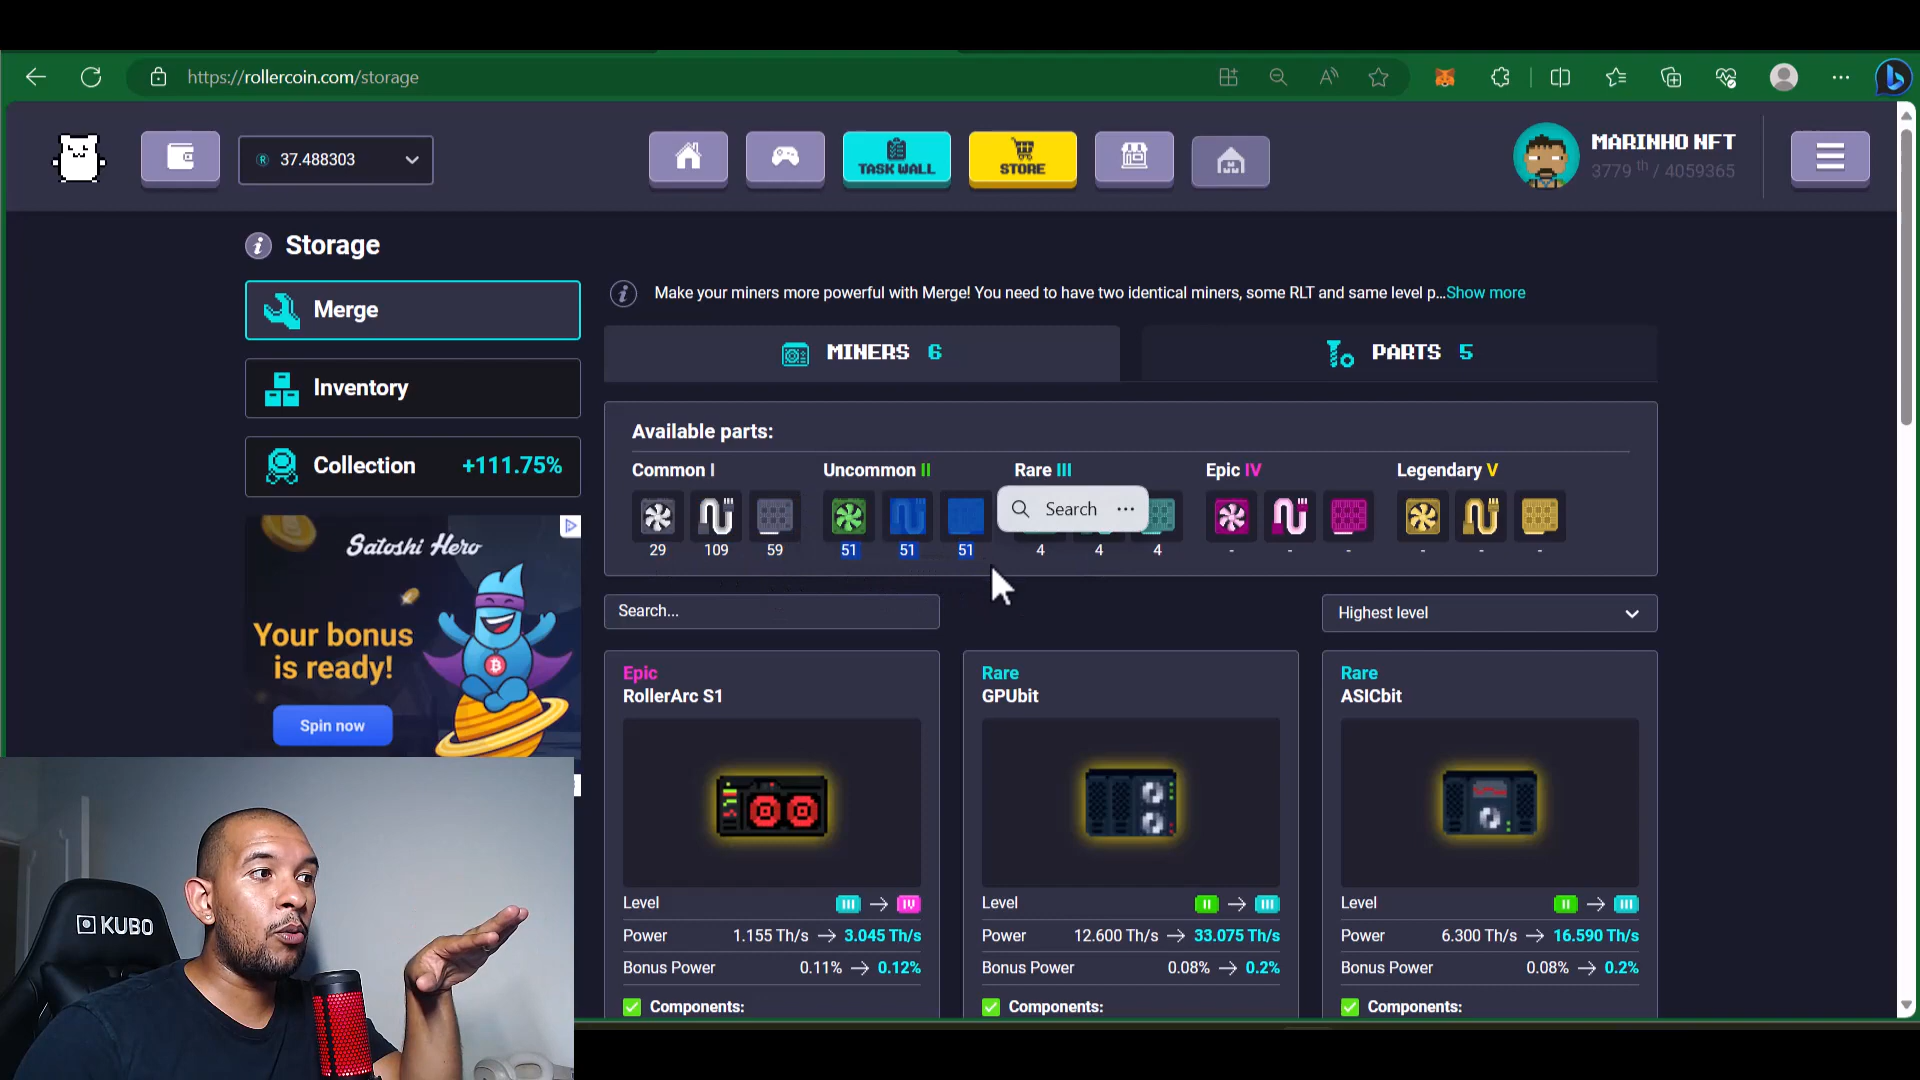 https://rollercoin.com/storage
37.488303
TASK WALL
STORE
MARINHO NFT
3779 th / 4059365
Storage
Merge
Inventory
Collection +111.75%
Make your miners more powerful with Merge! You need to have two identical miners, some RLT and same level p...Show more
MINERS 6
PARTS 5
Available parts:
Common I
Uncommon II
Rare III
Epic IV
Legendary V
Search ...
29 109 59
51 51 51
4 4 4
- - -
- - -
Search...
Highest level
Satoshi Hero
Your bonus
is ready!
Spin now
Epic
RollerArc S1
Level III → IV
Power 1.155 Th/s → 3.045 Th/s
Bonus Power 0.11% → 0.12%
Components:
Rare
GPUbit
Level II → III
Power 12.600 Th/s → 33.075 Th/s
Bonus Power 0.08% → 0.2%
Components:
Rare
ASICbit
Level II → III
Power 6.300 Th/s → 16.590 Th/s
Bonus Power 0.08% → 0.2%
Components:
KUBO